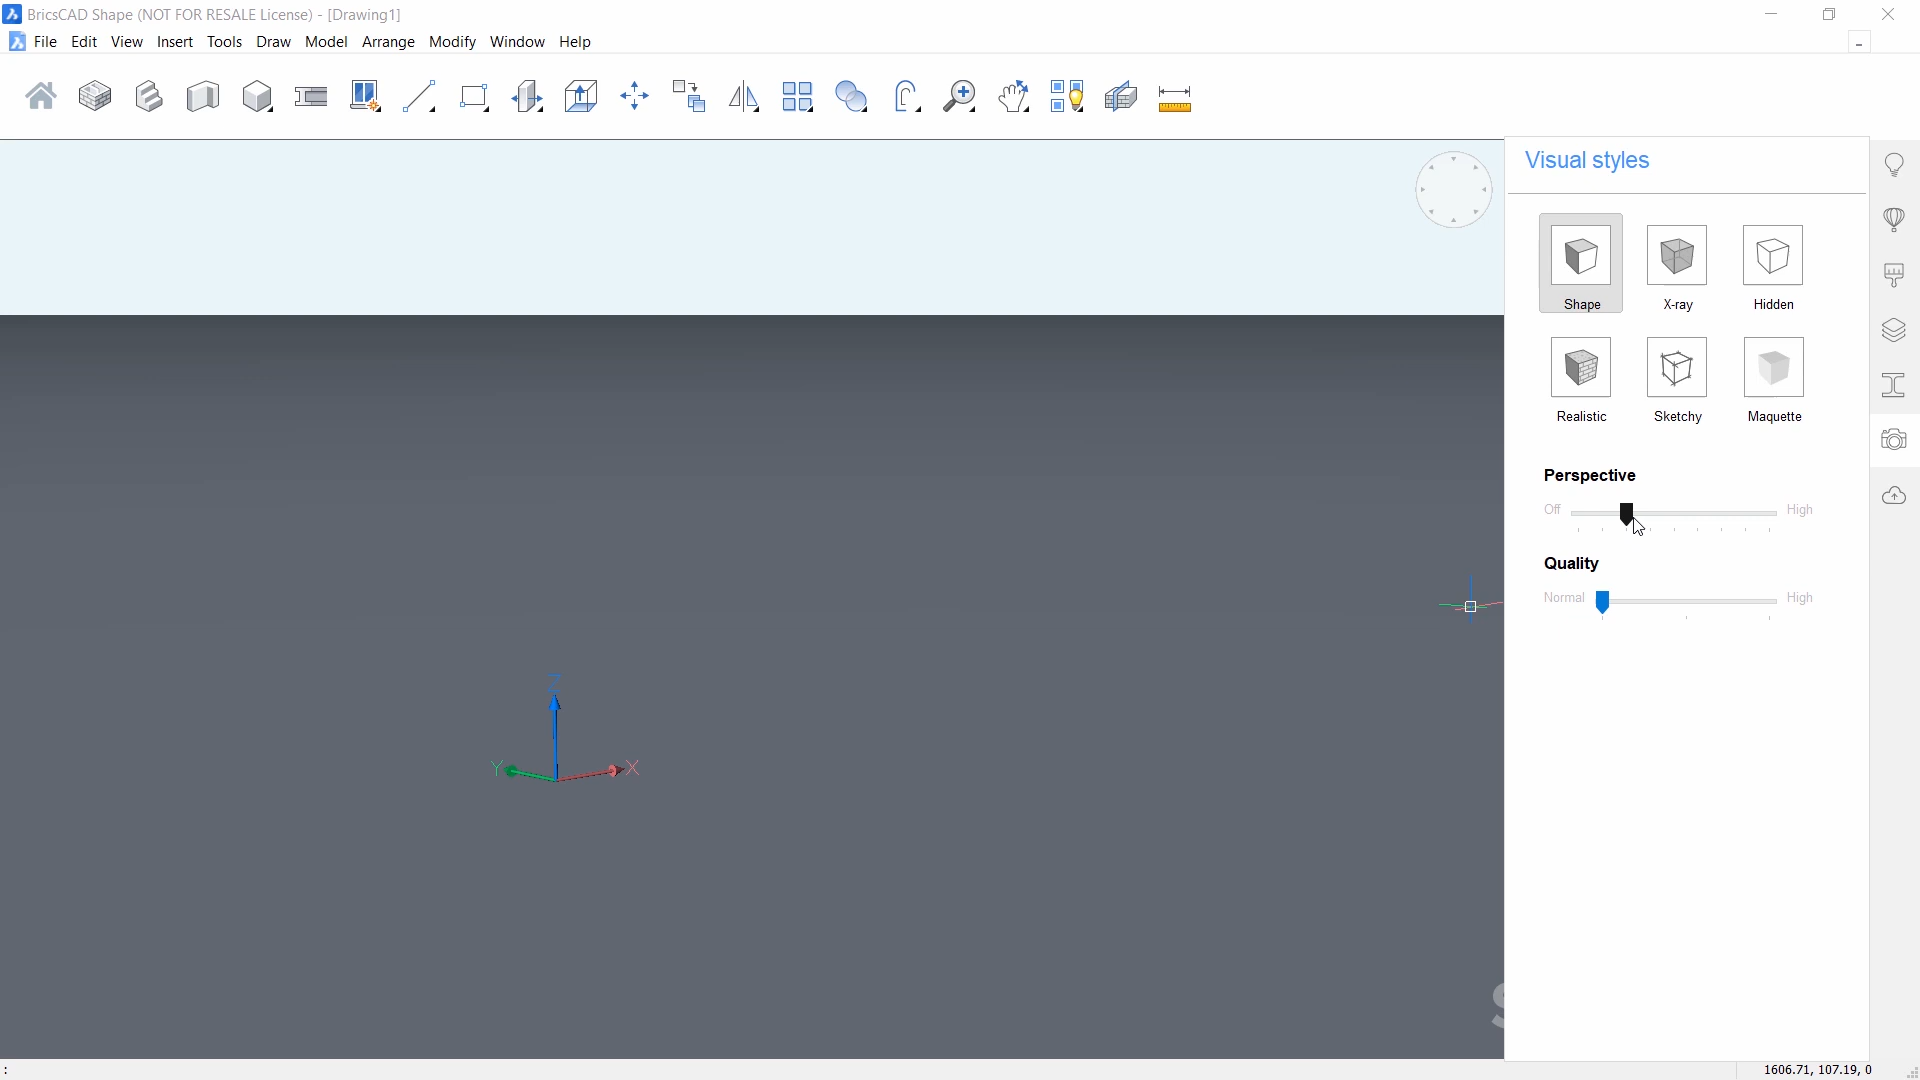 BricsCAD Shape (NOT FOR RESALE License) - [Drawing1]
File Edit View Insert Tools Draw Model Arrange Modify Window Help
Visual styles
Shape X-ray Hidden
Realistic Sketchy Maquette
Perspective
Off High
Quality
Normal High
Z
Y X
:
1606.71, 107.19, 0